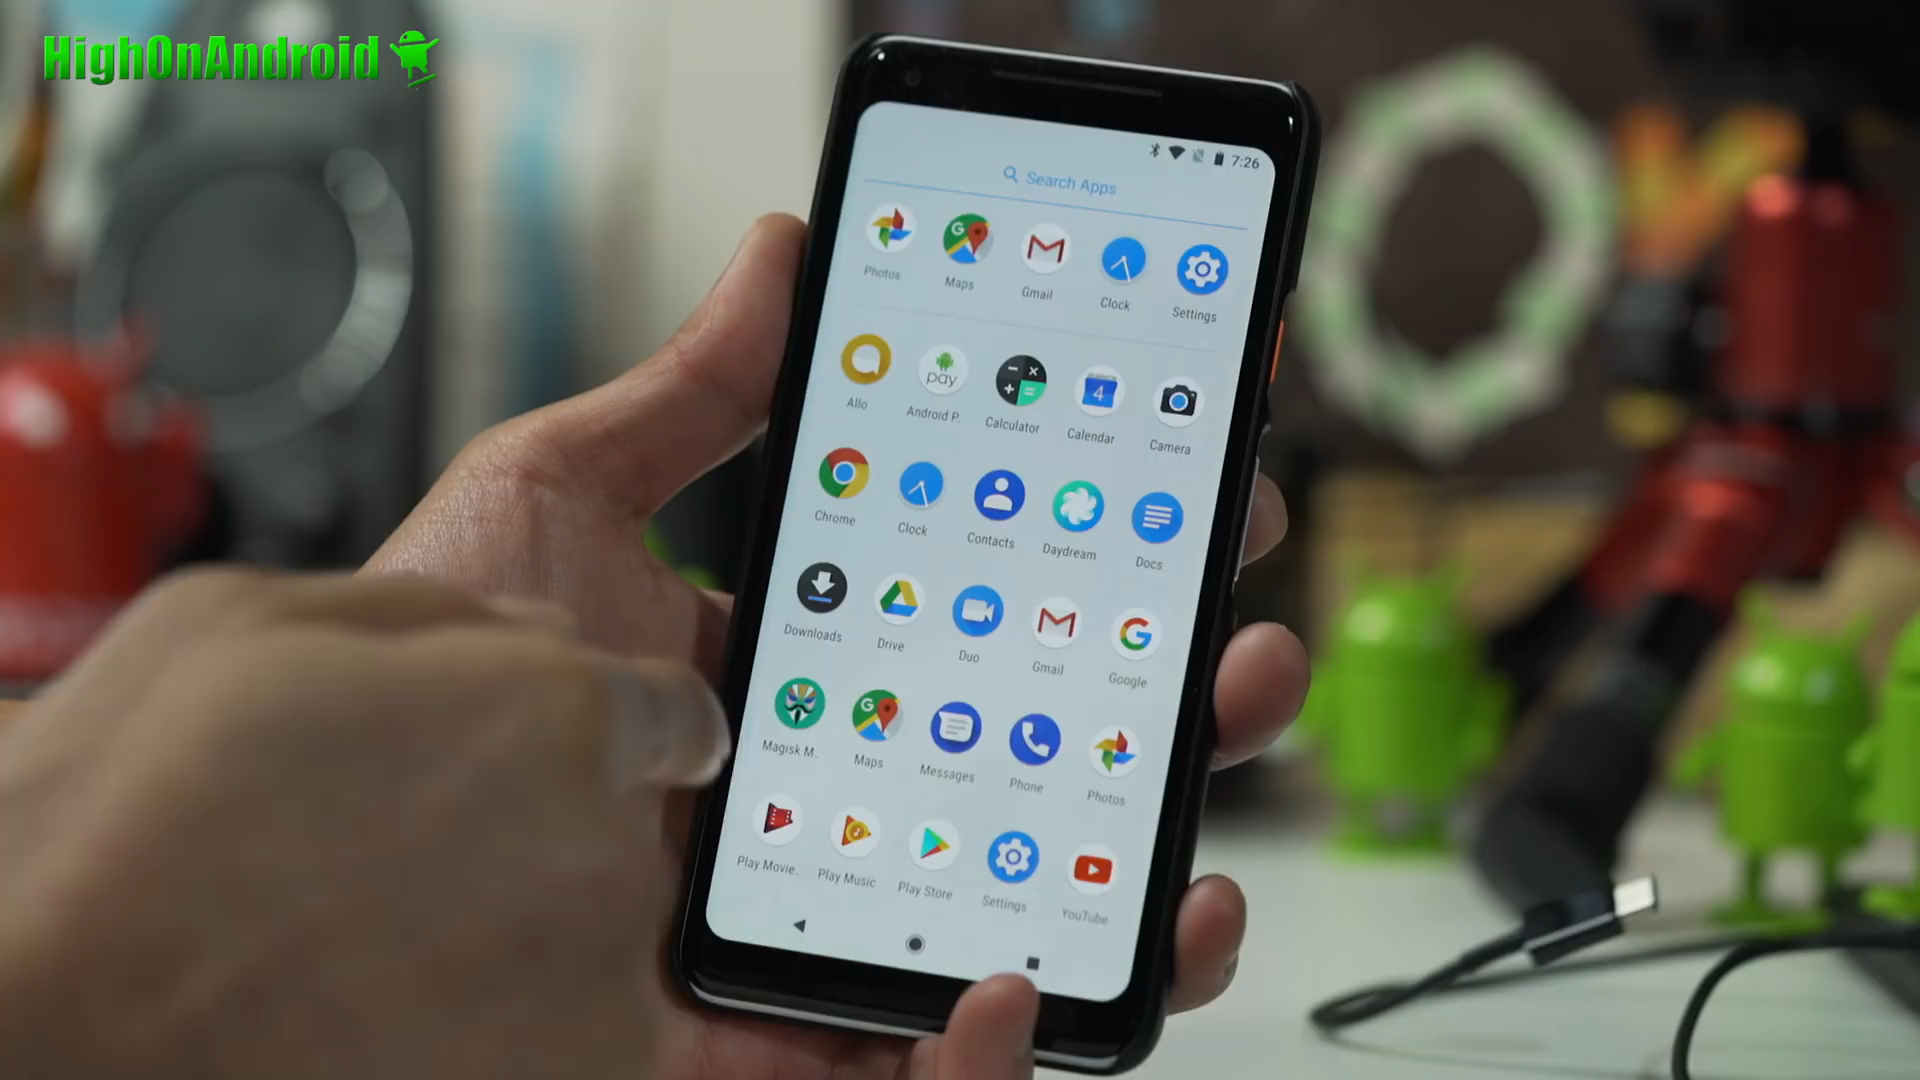 HighOnAndroid
7:26
Search Apps
Photos
Maps
Gmail
Clock
Settings
Allo
pay
Android P..
Calculator
4
Calendar
Camera
Chrome
Clock
Contacts
Daydream
Docs
Downloads
Drive
Duo
Gmail
Google
Magisk M..
Maps
Messages
Phone
Photos
Play Movie..
Play Music
Play Store
Settings
YouTube